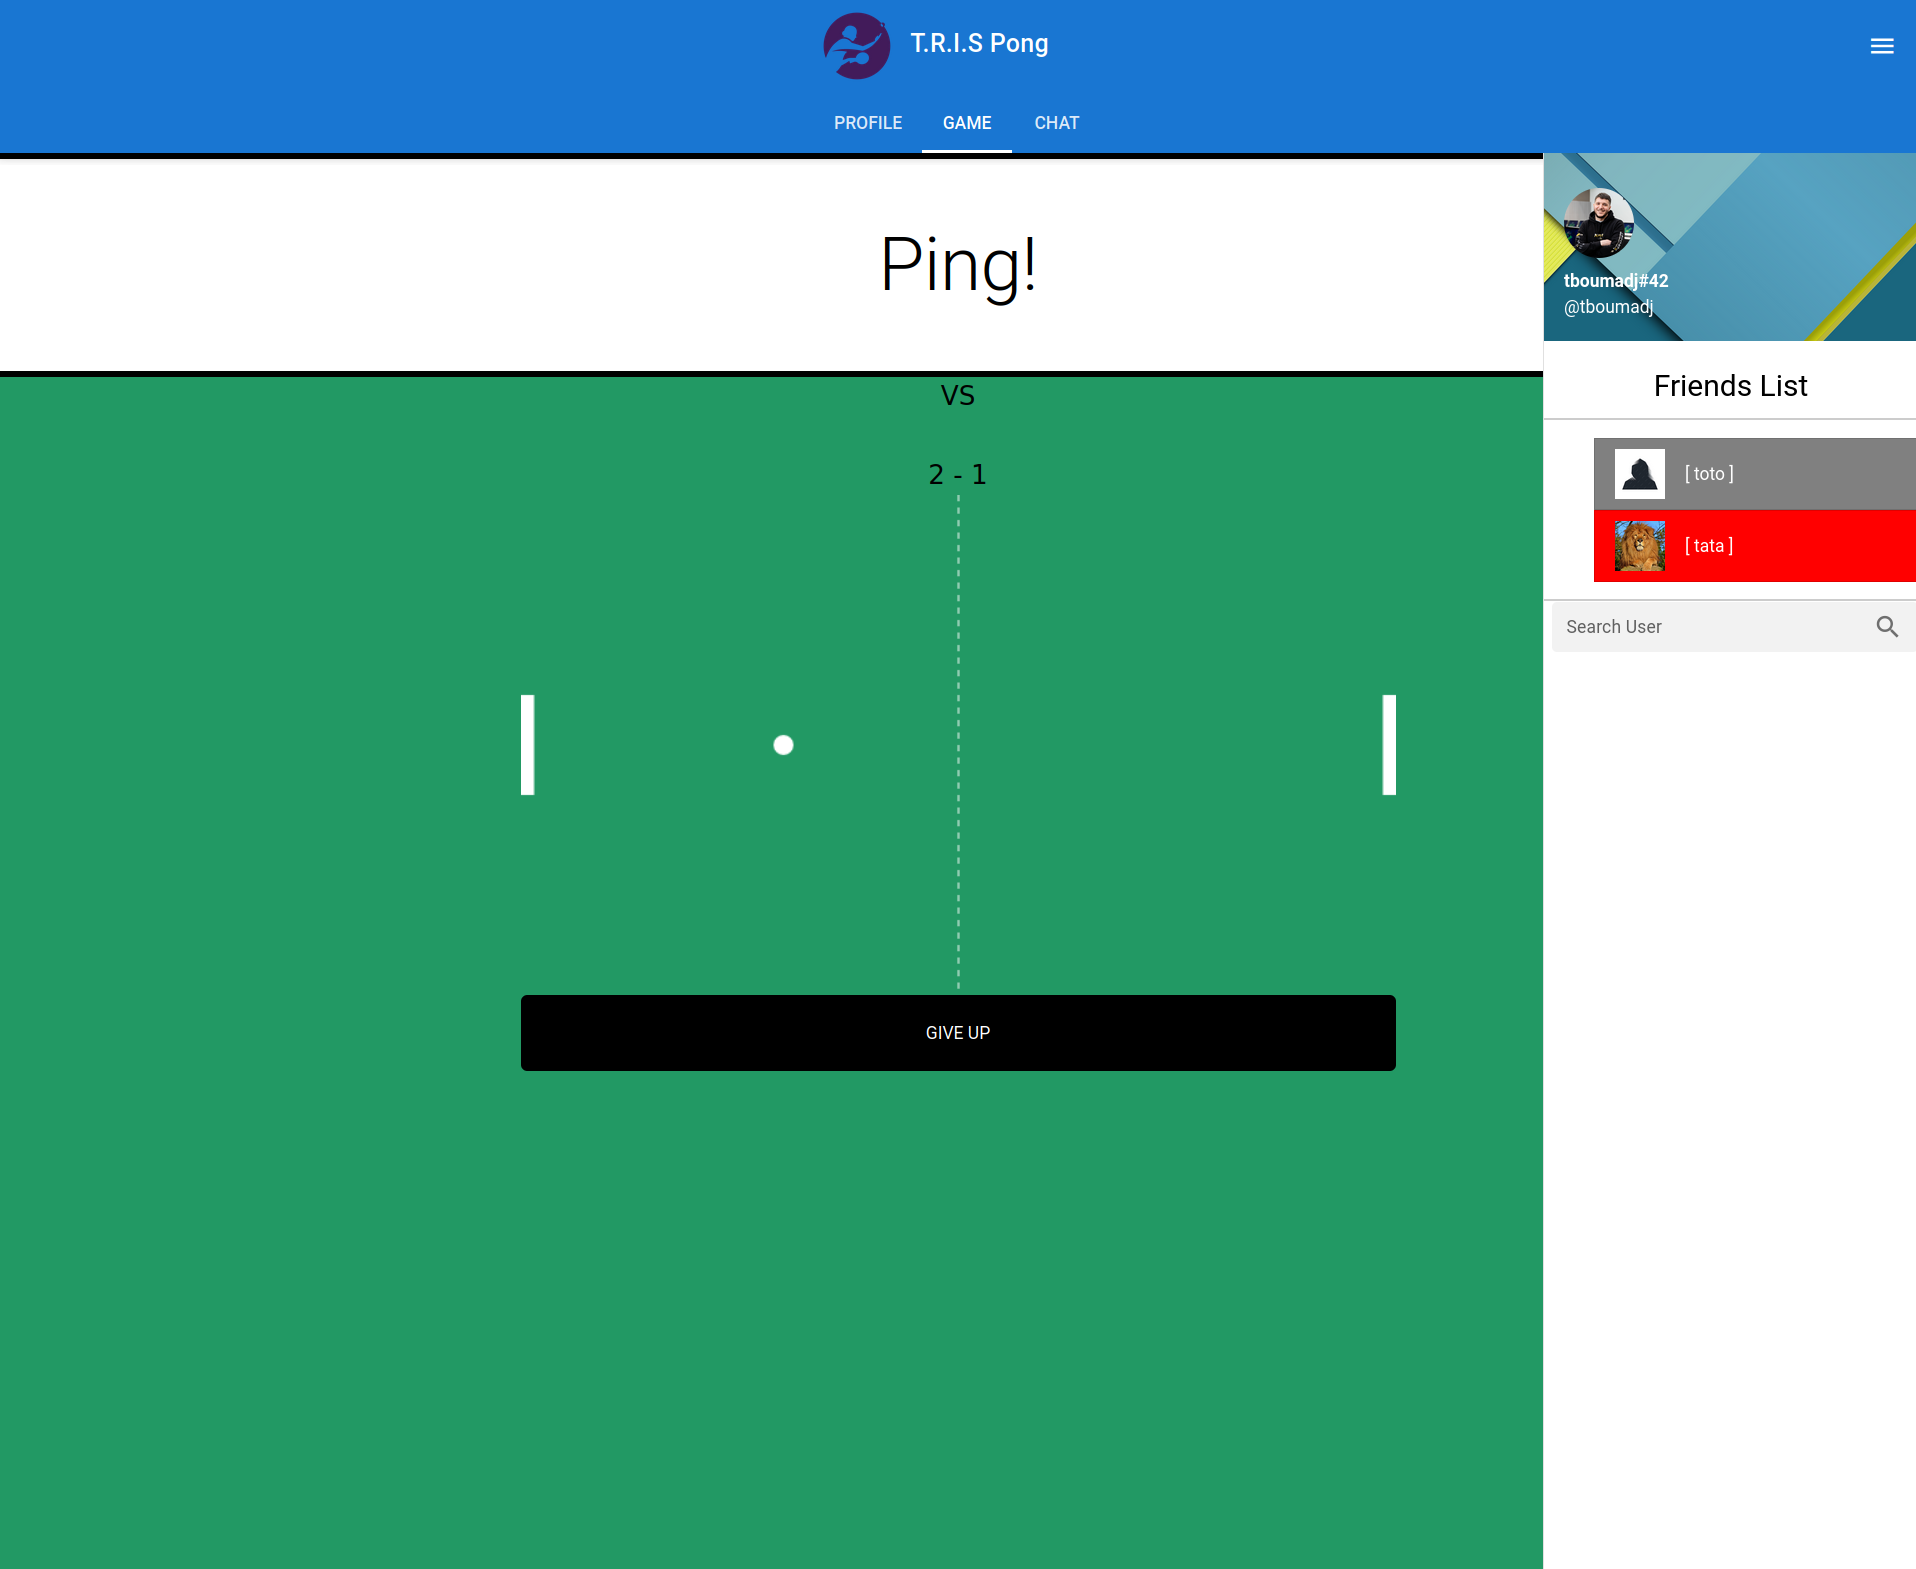 T.R.I.S Pong
PROFILE GAME CHAT
Ping!
tboumadj#42
@tboumadj
VS
Friends List
2 - 1
[ toto ]
[ tata ]
Search User
GIVE UP